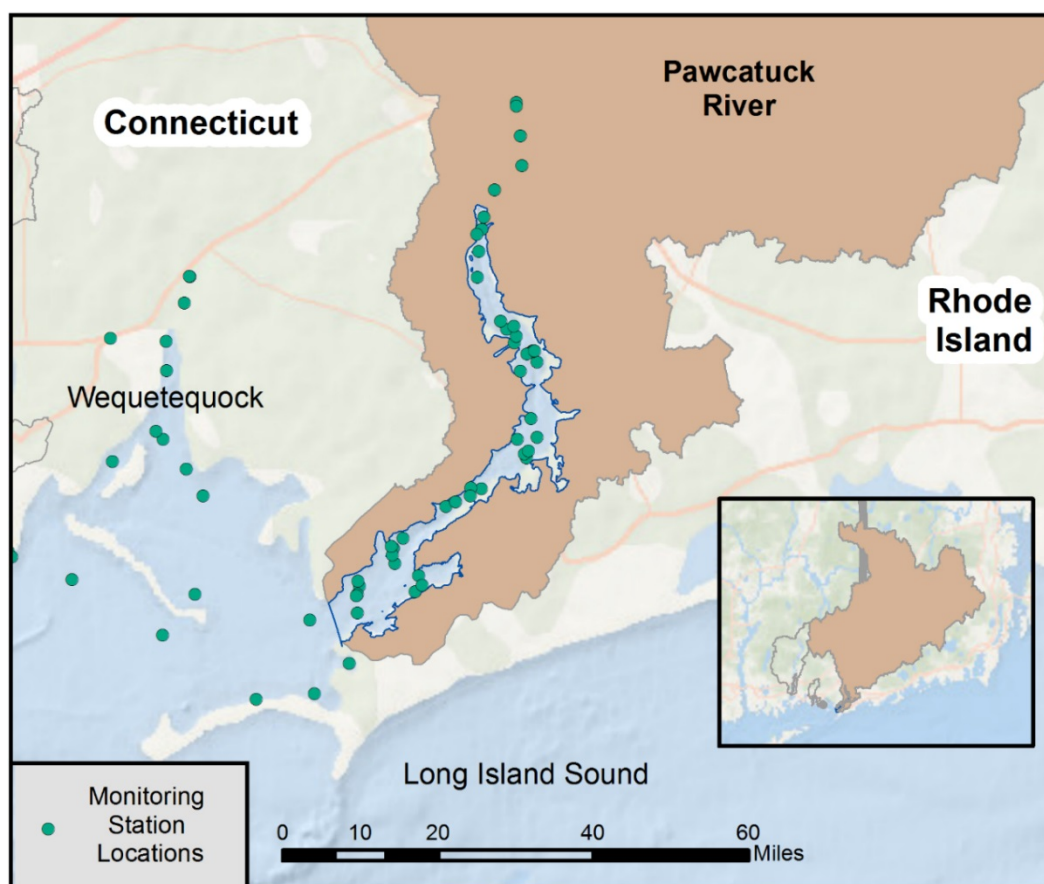 Pawcatuck
River
Connecticut
Rhode
Island
Wequetequock
Long Island Sound
Monitoring
Station
Locations
0 10 20 40 60
Miles